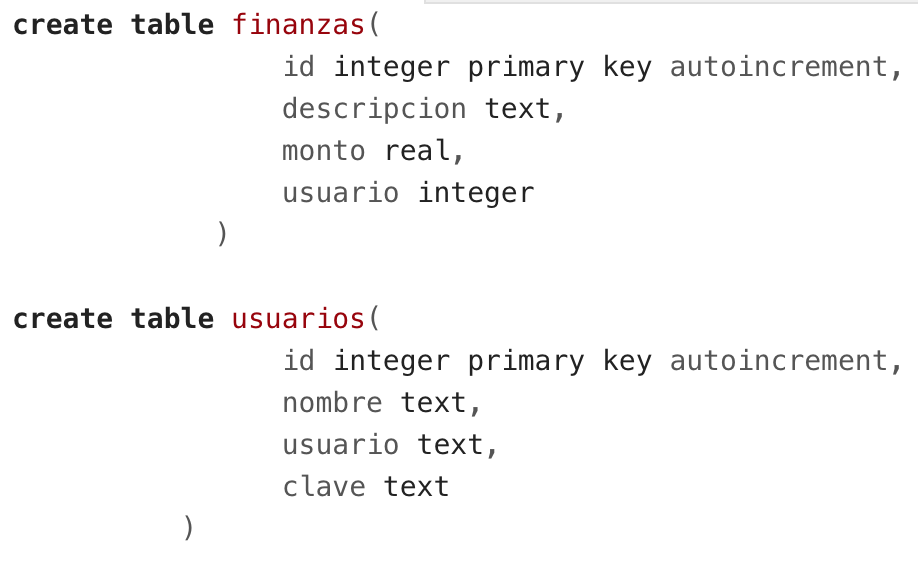 create table finanzas(
id integer primary key autoincrement,
descripcion text,
monto real,
usuario integer
)
create table usuarios(
id integer primary key autoincrement,
nombre text,
usuario text,
clave text
)